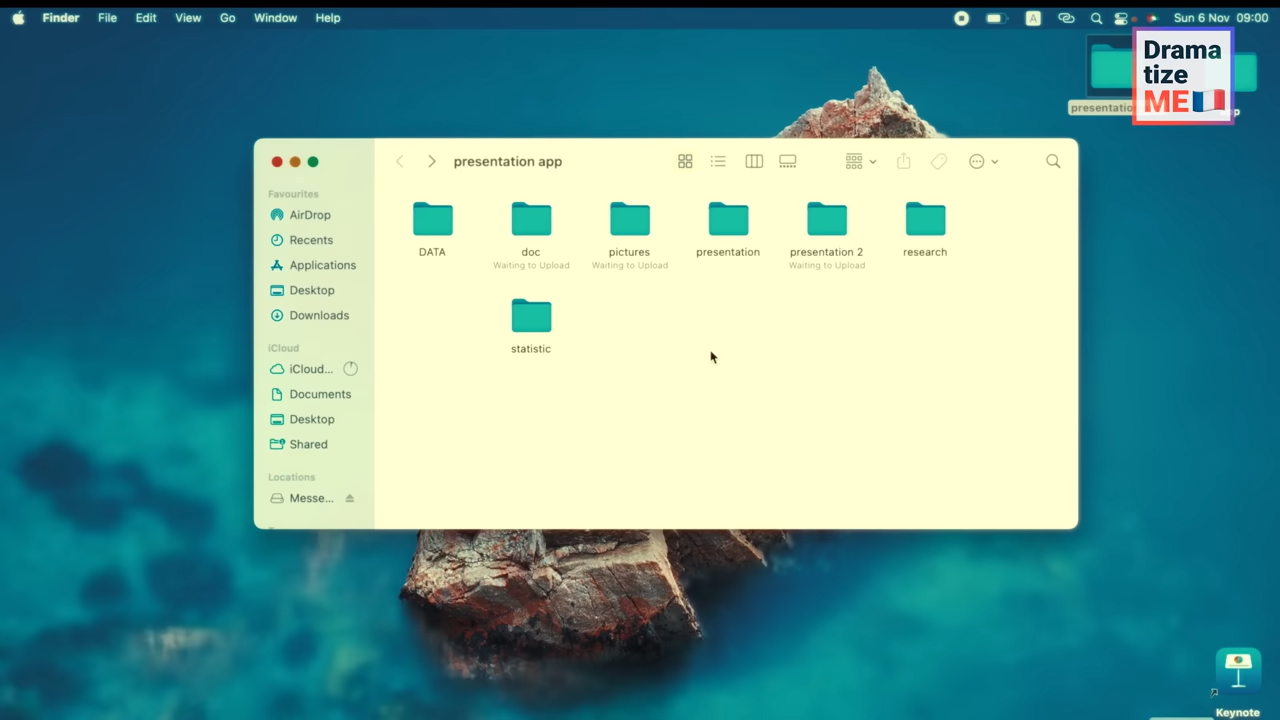 Finder File Edit View Go Window Help
A
Sun 6 Nov 09:00
Drama
tize
ME
presentation app
Favourites
AirDrop
Recents
Applications
Desktop
Downloads
iCloud
iCloud...
Documents
Desktop
Shared
Locations
Messe...
DATA
doc
Waiting to Upload
pictures
Waiting to Upload
presentation
presentation 2
Waiting to Upload
research
statistic
Keynote